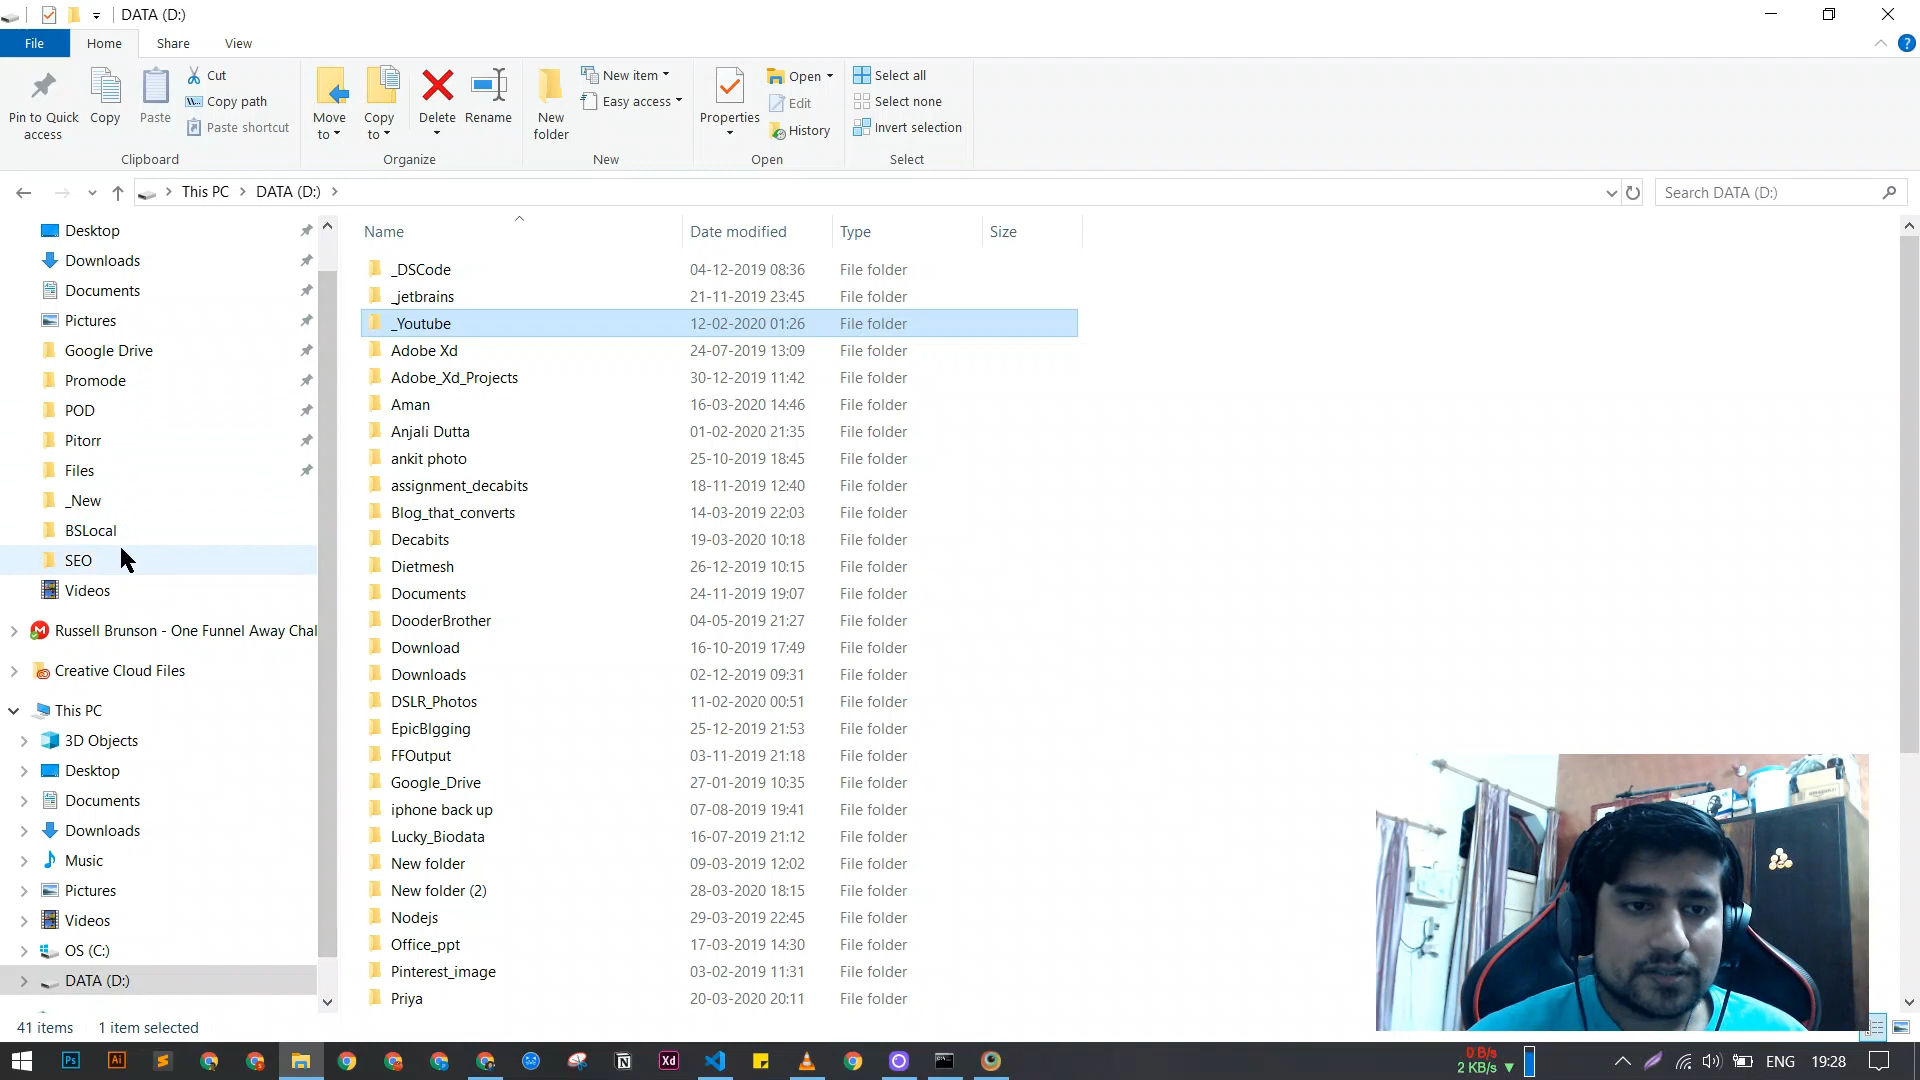 DATA (D:)
File
Home
Share
View
Pin to Quick access
Copy
Paste
Cut
Copy path
Paste shortcut
Clipboard
Move to
Copy to
Delete
Rename
Organize
New folder
New item
Easy access
New
Properties
Open
Edit
History
Open
Select all
Select none
Invert selection
Select
This PC
DATA (D:)
Search DATA (D:)
Desktop
Downloads
Documents
Pictures
Google Drive
Promode
POD
Pitorr
Files
_New
BSLocal
SEO
Videos
Russell Brunson - One Funnel Away Chal
Creative Cloud Files
This PC
3D Objects
Desktop
Documents
Downloads
Music
Pictures
Videos
OS (C:)
DATA (D:)
Name Date modified Type Size
_DSCode 04-12-2019 08:36 File folder
_jetbrains 21-11-2019 23:45 File folder
_Youtube 12-02-2020 01:26 File folder
Adobe Xd 24-07-2019 13:09 File folder
Adobe_Xd_Projects 30-12-2019 11:42 File folder
Aman 16-03-2020 14:46 File folder
Anjali Dutta 01-02-2020 21:35 File folder
ankit photo 25-10-2019 18:45 File folder
assignment_decabits 18-11-2019 12:40 File folder
Blog_that_converts 14-03-2019 22:03 File folder
Decabits 19-03-2020 10:18 File folder
Dietmesh 26-12-2019 10:15 File folder
Documents 24-11-2019 19:07 File folder
DooderBrother 04-05-2019 21:27 File folder
Download 16-10-2019 17:49 File folder
Downloads 02-12-2019 09:31 File folder
DSLR_Photos 11-02-2020 00:51 File folder
EpicBlgging 25-12-2019 21:53 File folder
FFOutput 03-11-2019 21:18 File folder
Google_Drive 27-01-2019 10:35 File folder
iphone back up 07-08-2019 19:41 File folder
Lucky_Biodata 16-07-2019 21:12 File folder
New folder 09-03-2019 12:02 File folder
New folder (2) 28-03-2020 18:15 File folder
Nodejs 29-03-2019 22:45 File folder
Office_ppt 17-03-2019 14:30 File folder
Pinterest_image 03-02-2019 11:31 File folder
Priya 20-03-2020 20:11 File folder
41 items 1 item selected
Ps
Ai
Xd
0 B/s
2 KB/s
ENG
19:28